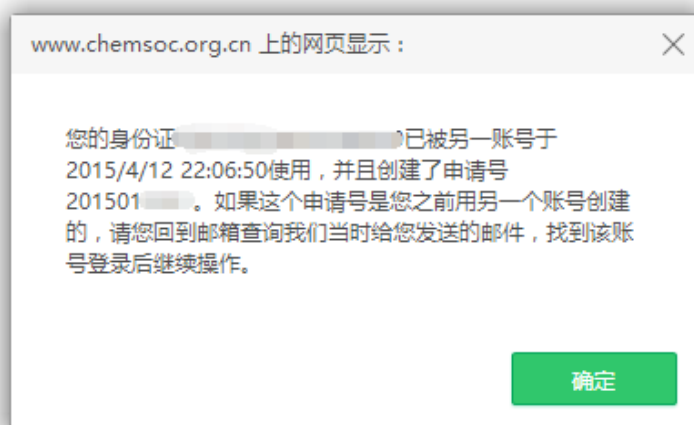 www.chemsoc.org.cn 上的网页显示：
您的身份证已被另一账号于
2015/4/12 22:06:50使用，并且创建了申请号
201501。如果这个申请号是您之前用另一个账号创建
的，请您回到邮箱查询我们当时给您发送的邮件，找到该账
号登录后继续操作。
确定